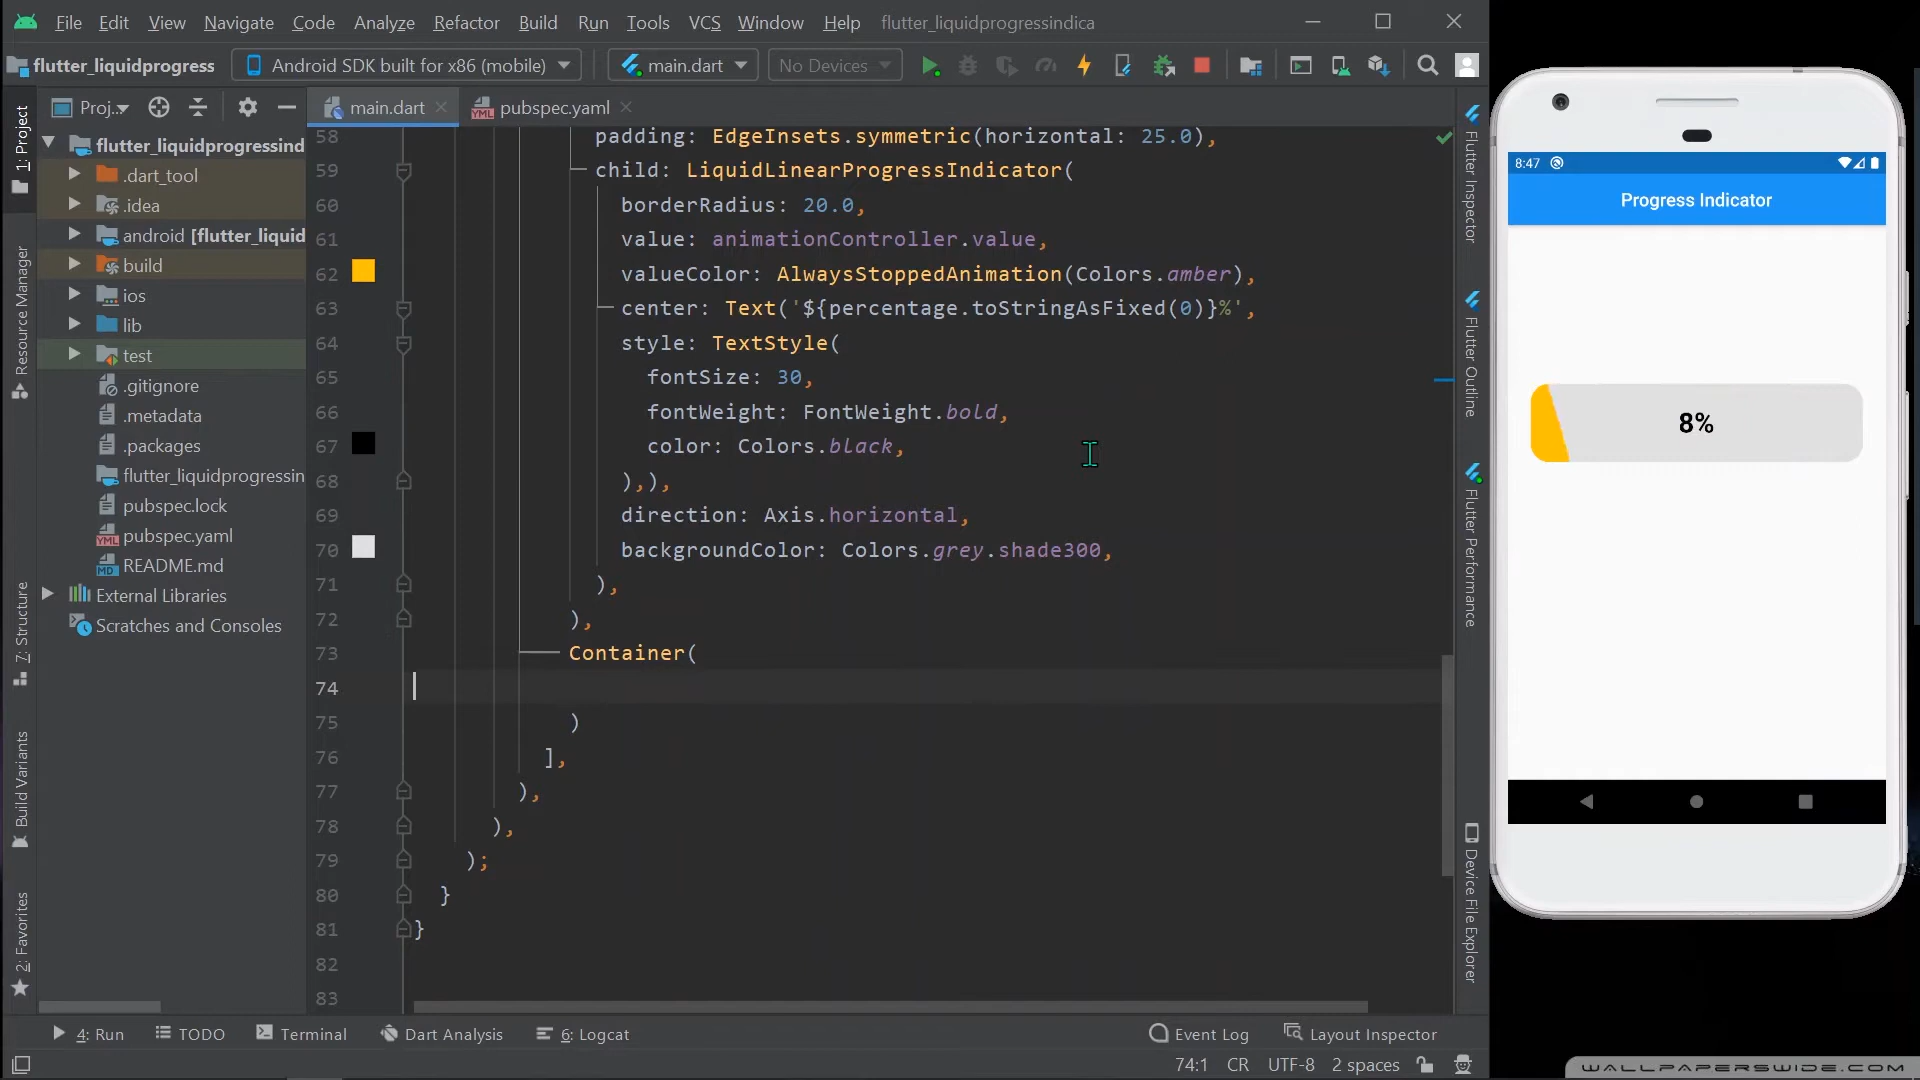 File Edit View Navigate Code Analyze Refactor Build Run Tools VCS Window Help flutter_liquidprogressindica
flutter_liquidprogress Android SDK built for x86 (mobile) main.dart No Devices
Proj... main.dart pubspec.yaml
1: Project
Resource Manager
7: Structure
Build Variants
2: Favorites
flutter_liquidprogressind
.dart_tool
.idea
android [flutter_liquid
build
ios
lib
test
.gitignore
.metadata
.packages
flutter_liquidprogressin
pubspec.lock
pubspec.yaml
README.md
External Libraries
Scratches and Consoles
58 padding: EdgeInsets.symmetric(horizontal: 25.0),
59 child: LiquidLinearProgressIndicator(
60 borderRadius: 20.0,
61 value: animationController.value,
62 valueColor: AlwaysStoppedAnimation(Colors.amber),
63 center: Text('${percentage.toStringAsFixed(0)}%',
64 style: TextStyle(
65 fontSize: 30,
66 fontWeight: FontWeight.bold,
67 color: Colors.black,
68 ),),
69 direction: Axis.horizontal,
70 backgroundColor: Colors.grey.shade300,
71 ),
72 ),
73 Container(
74
75 )
76 ],
77 ),
78 ),
79 );
80 }
81 }
82
83
Flutter Inspector
Flutter Outline
Flutter Performance
Device File Explorer
8:47
Progress Indicator
8%
4: Run TODO Terminal Dart Analysis 6: Logcat Event Log Layout Inspector
74:1 CR UTF-8 2 spaces
WALLPAPERSWIDE.COM